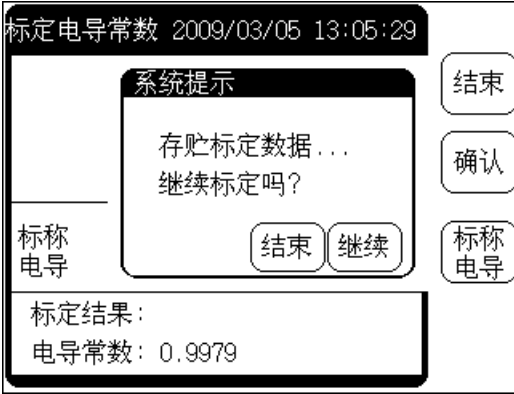 标定电导常数 2009/03/05 13:05:29
系统提示
存贮标定数据...
继续标定吗?
结束 继续
标称
电导
标定结果:
电导常数: 0.9979
结束
确认
标称
电导